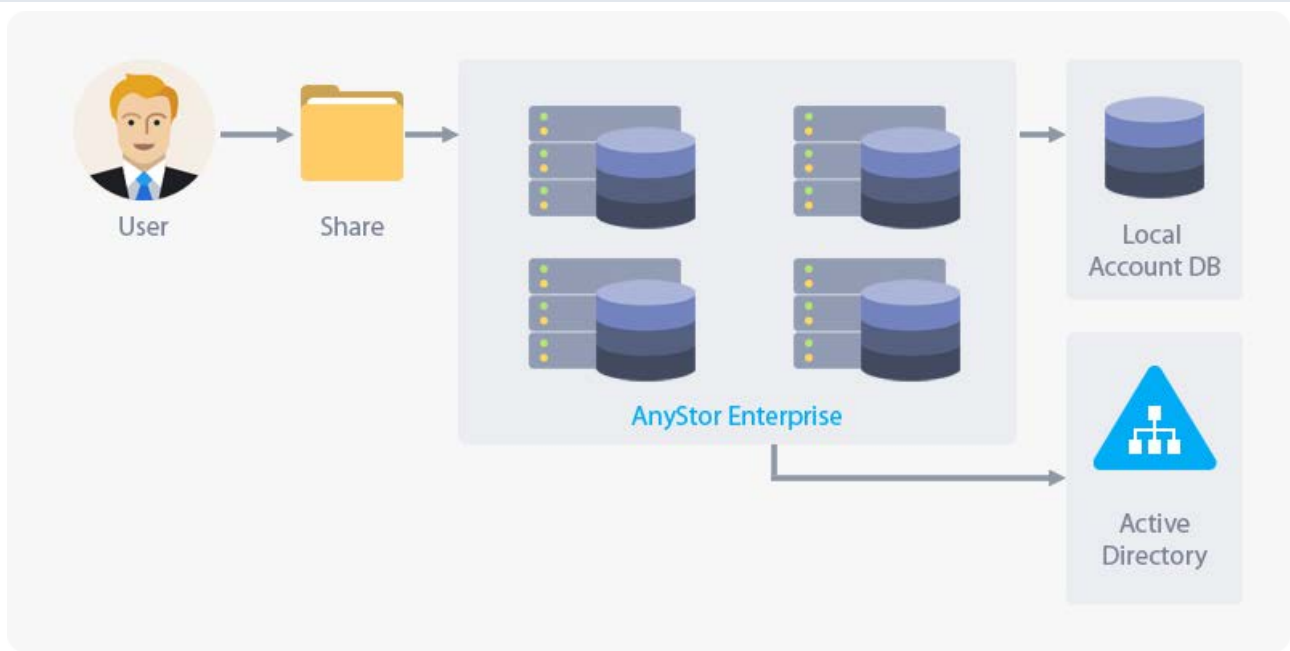 User
Share
Local
Account DB
AnyStor Enterprise
Active
Directory